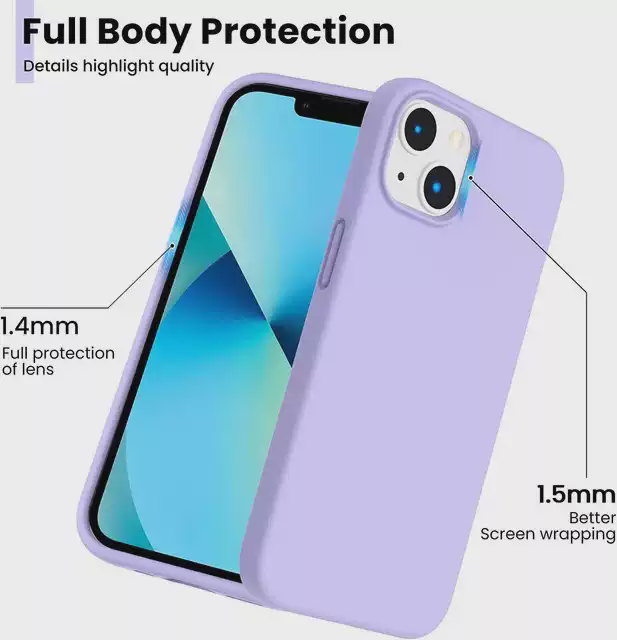 Full Body Protection
Details highlight quality
1.4mm
Full protection
of lens
1.5mm
Better
Screen wrapping